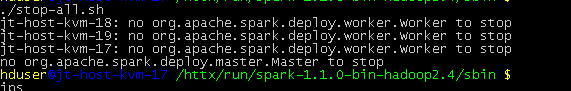 ./stop-all.sh
jt-host-kvm-18: no org.apache.spark.deploy.worker.Worker to stop
jt-host-kvm-19: no org.apache.spark.deploy.worker.Worker to stop
jt-host-kvm-17: no org.apache.spark.deploy.worker.Worker to stop
no org.apache.spark.deploy.master.Master to stop
hduser@jt-host-kvm-17 /httx/run/spark-1.1.0-bin-hadoop2.4/sbin $
jps